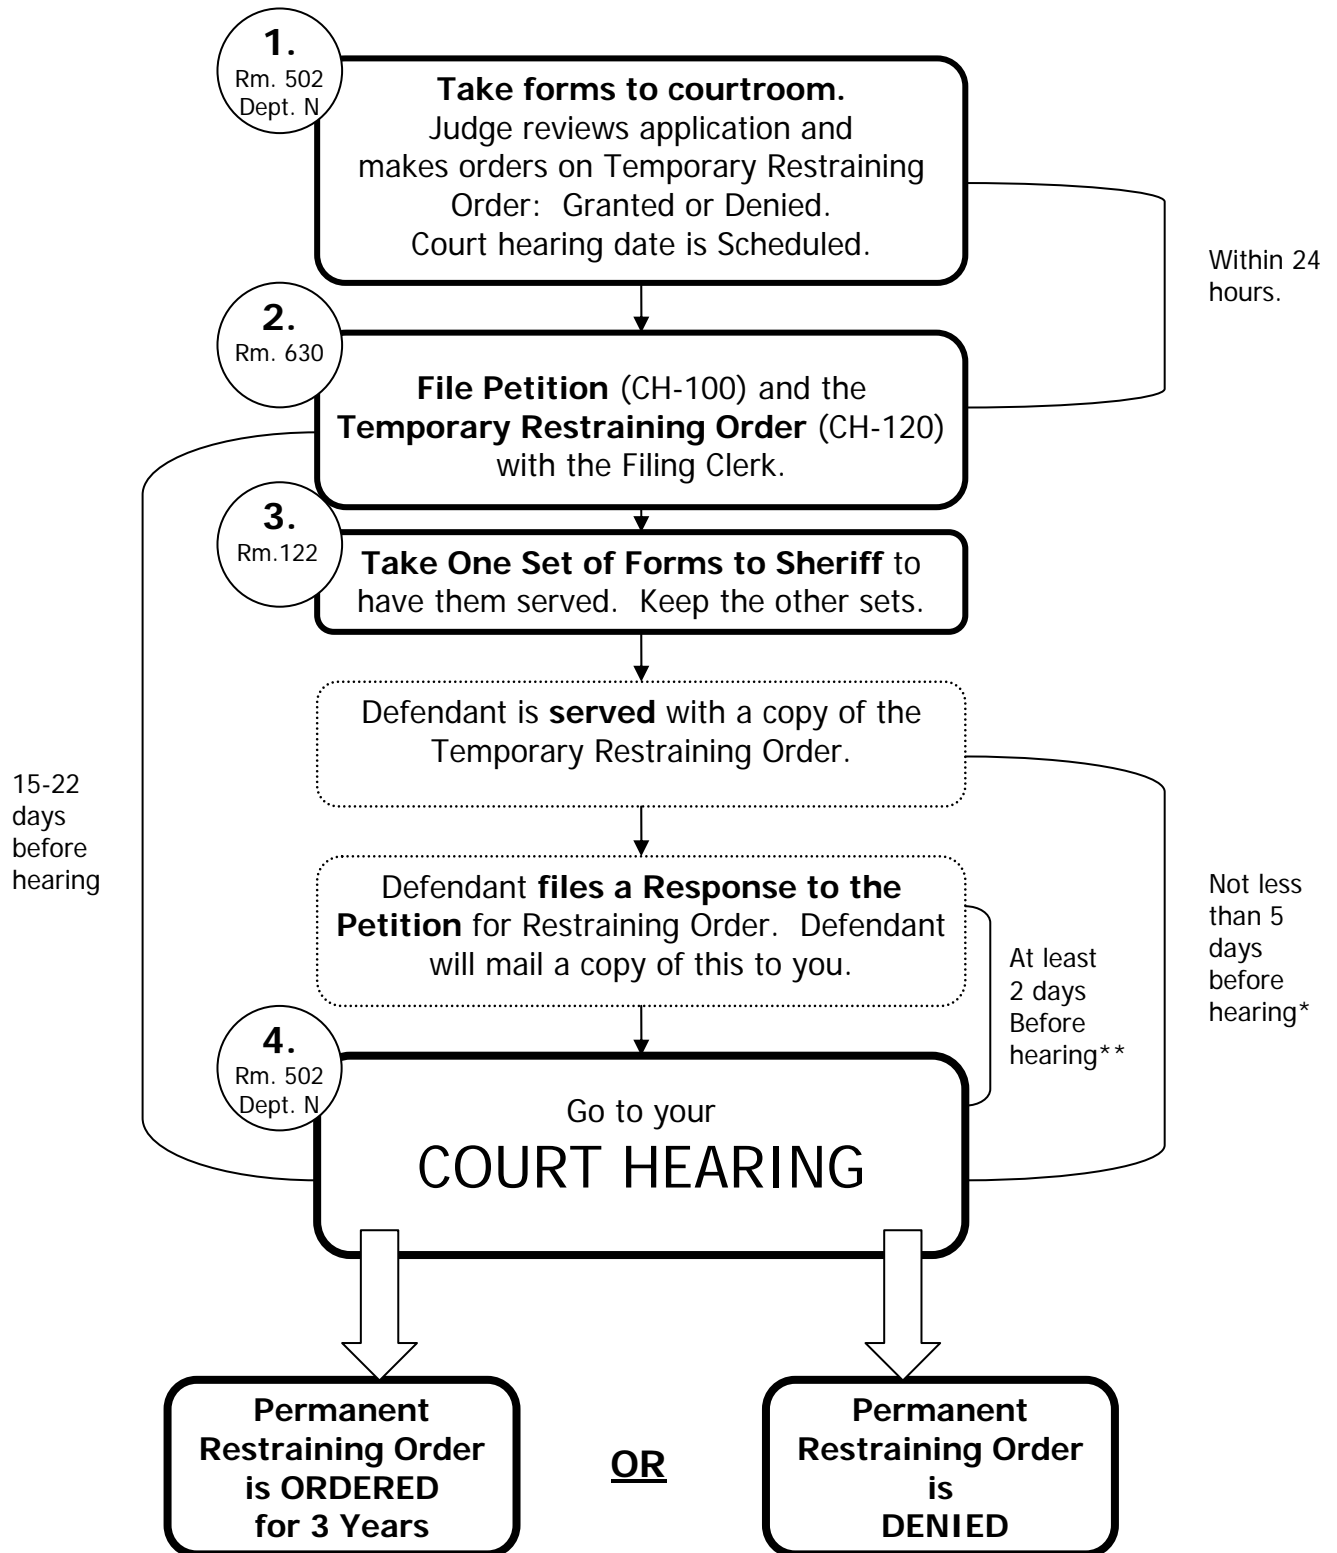 1.
Rm. 502
Dept. N
Take forms to courtroom.
Judge reviews application and
makes orders on Temporary Restraining
Order:  Granted or Denied.
Court hearing date is Scheduled.
Within 24
hours.
2.
Rm. 630
File Petition (CH-100) and the
Temporary Restraining Order (CH-120)
with the Filing Clerk.
3.
Rm.122
Take One Set of Forms to Sheriff to
have them served.  Keep the other sets.
Defendant is served with a copy of the
Temporary Restraining Order.
15-22
days
before
hearing
Defendant files a Response to the
Petition for Restraining Order.  Defendant
will mail a copy of this to you.
At least
2 days
Before
hearing**
Not less
than 5
days
before
hearing*
4.
Rm. 502
Dept. N
Go to your
COURT HEARING
Permanent
Restraining Order
is ORDERED
for 3 Years
OR
Permanent
Restraining Order
is
DENIED